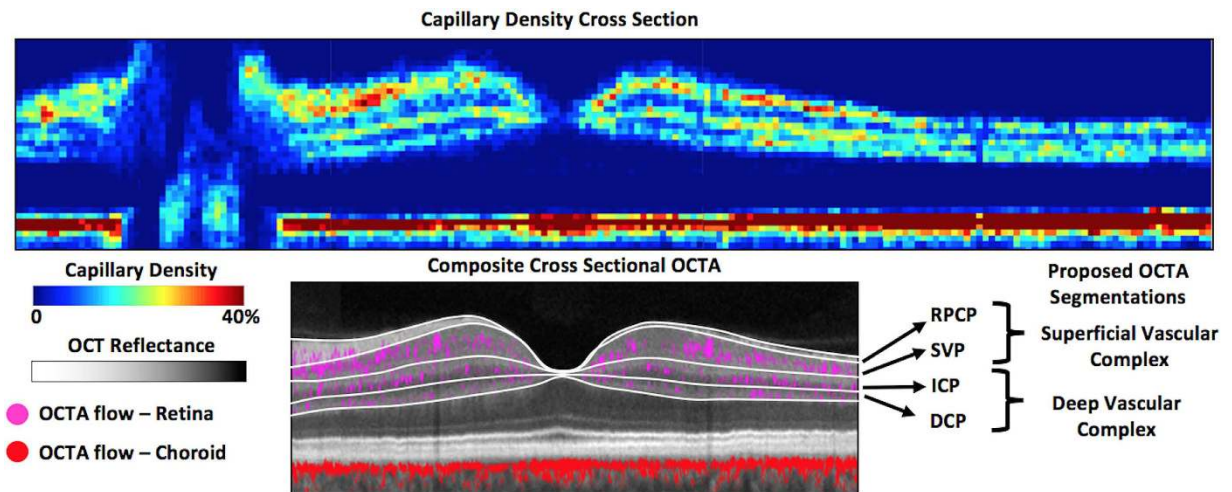 Capillary Density Cross Section
Capillary Density
0 40%
OCT Reflectance
OCTA flow – Retina
OCTA flow – Choroid
Composite Cross Sectional OCTA
RPCP
SVP
ICP
DCP
Proposed OCTA
Segmentations
Superficial Vascular
Complex
Deep Vascular
Complex